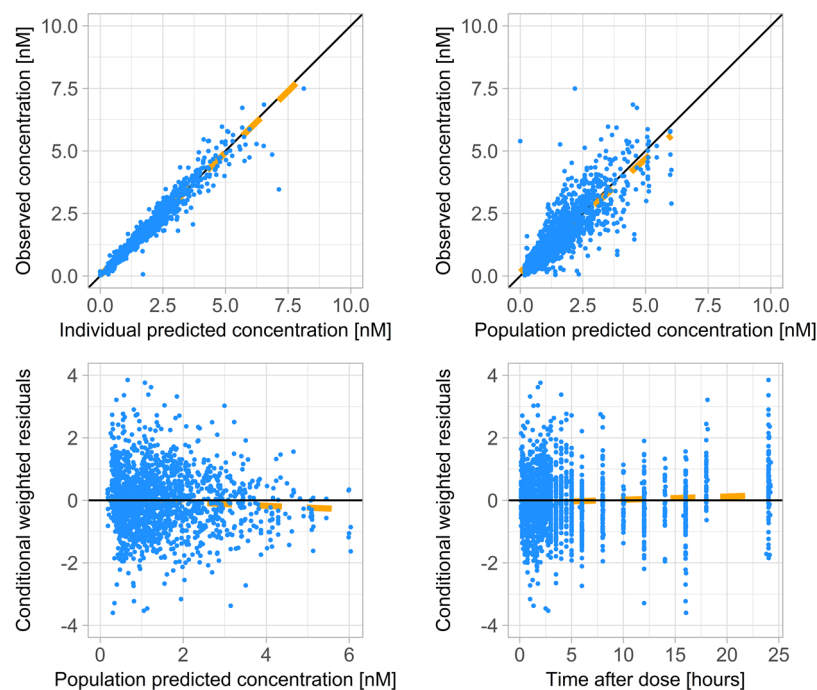 Observed concentration [nM]
10.0
7.5
5.0
2.5
0.0
0.0 2.5 5.0 7.5 10.0
Individual predicted concentration [nM]
Observed concentration [nM]
10.0
7.5
5.0
2.5
0.0
0.0 2.5 5.0 7.5 10.0
Population predicted concentration [nM]
Conditional weighted residuals
4
2
0
-2
-4
0 2 4 6
Population predicted concentration [nM]
Conditional weighted residuals
4
2
0
-2
-4
0 5 10 15 20 25
Time after dose [hours]